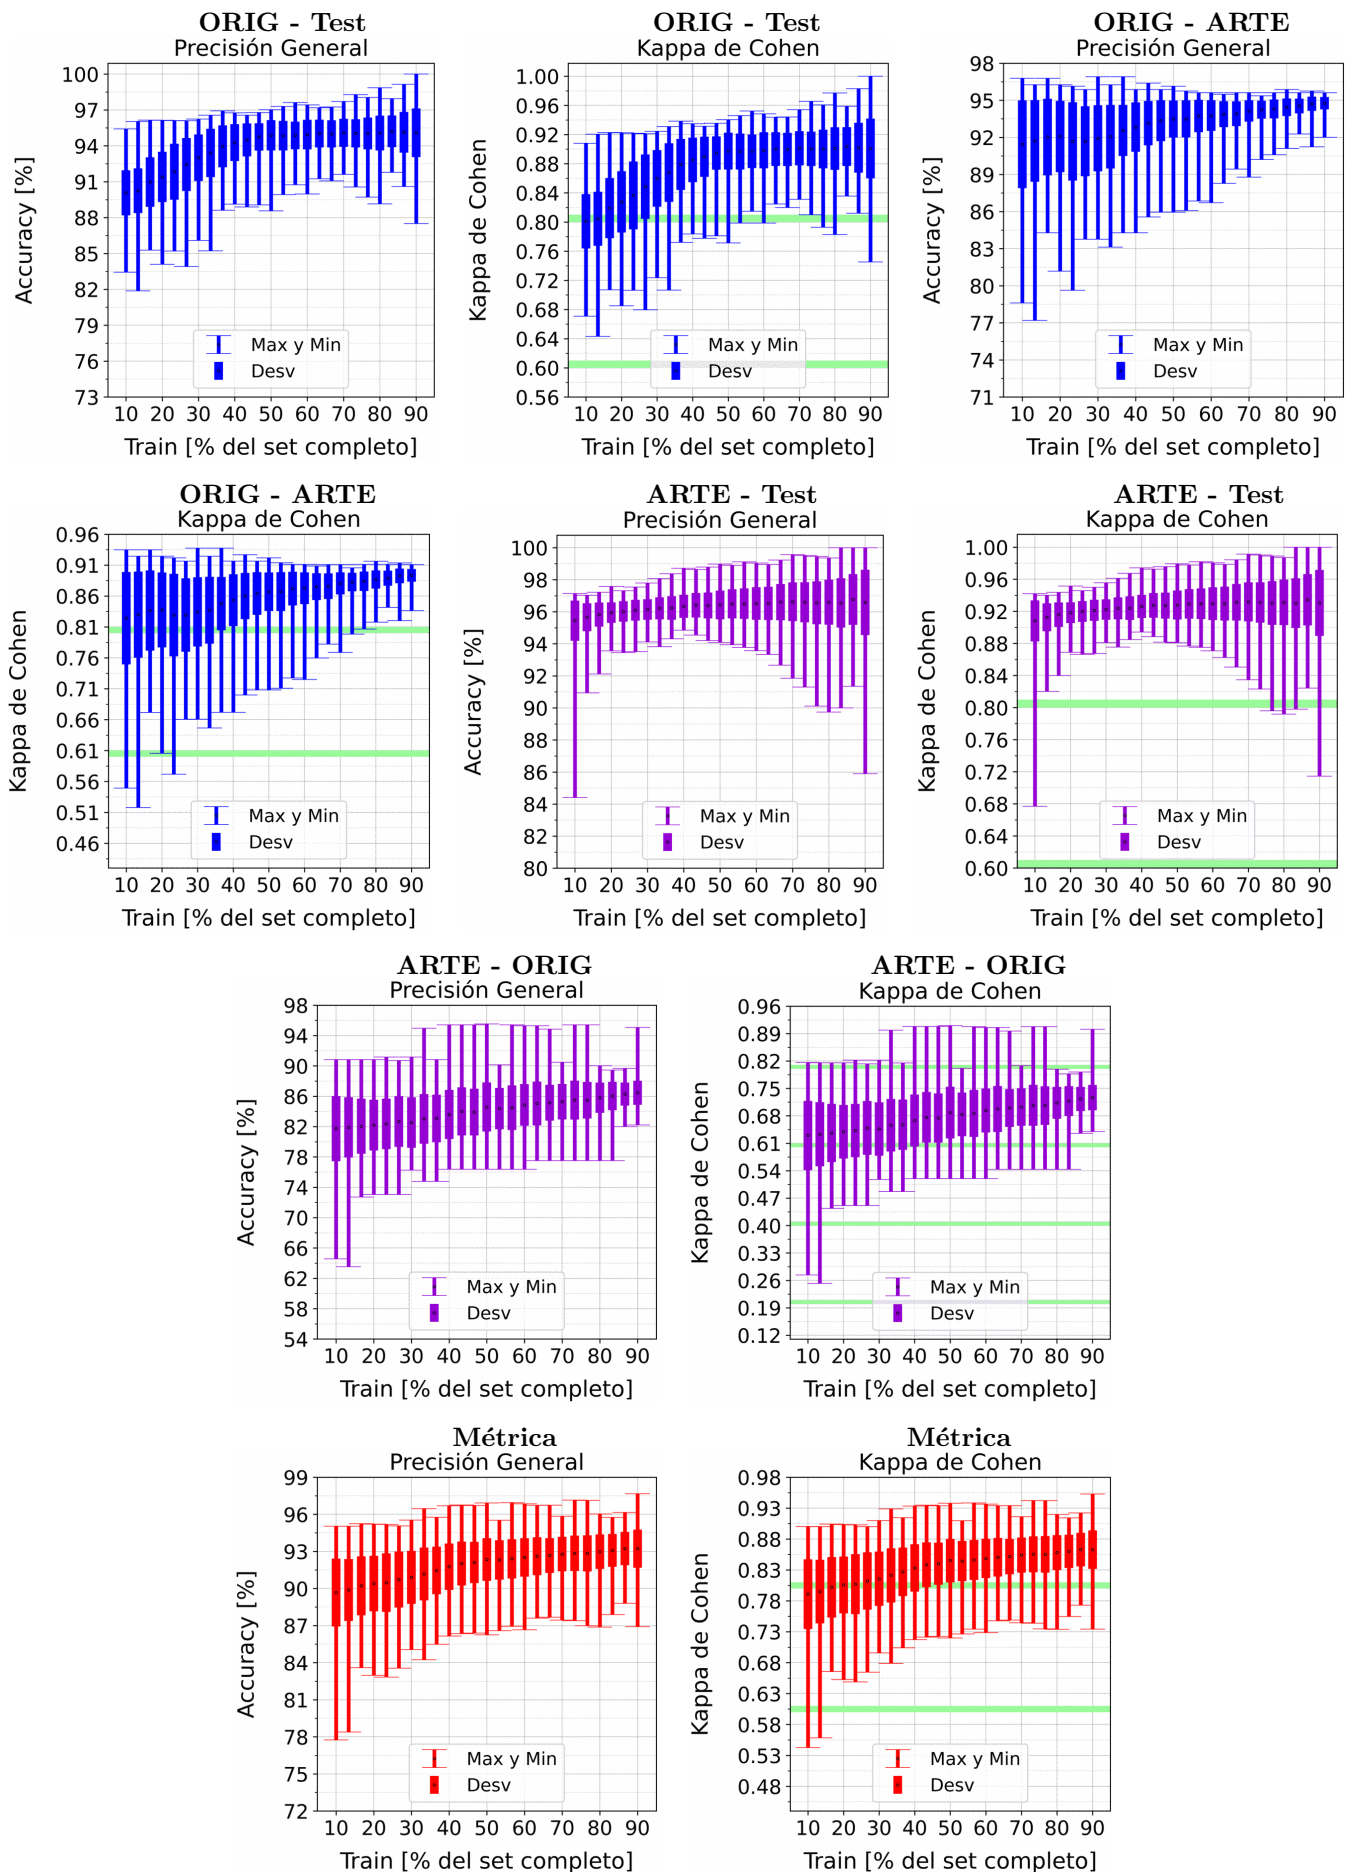 ORIG - Test
Precisión General
Accuracy [%]
100
97
94
91
88
85
82
79
76
73
Max y Min
Desv
10 20 30 40 50 60 70 80 90
Train [% del set completo]
ORIG - Test
Kappa de Cohen
Kappa de Cohen
1.00
0.96
0.92
0.88
0.84
0.80
0.76
0.72
0.68
0.64
0.60
0.56
Max y Min
Desv
10 20 30 40 50 60 70 80 90
Train [% del set completo]
ORIG - ARTE
Precisión General
Accuracy [%]
98
95
92
89
86
83
80
77
74
71
Max y Min
Desv
10 20 30 40 50 60 70 80 90
Train [% del set completo]
ORIG - ARTE
Kappa de Cohen
Kappa de Cohen
0.96
0.91
0.86
0.81
0.76
0.71
0.66
0.61
0.56
0.51
0.46
Max y Min
Desv
10 20 30 40 50 60 70 80 90
Train [% del set completo]
ARTE - Test
Precisión General
Accuracy [%]
100
98
96
94
92
90
88
86
84
82
80
Max y Min
Desv
10 20 30 40 50 60 70 80 90
Train [% del set completo]
ARTE - Test
Kappa de Cohen
Kappa de Cohen
1.00
0.96
0.92
0.88
0.84
0.80
0.76
0.72
0.68
0.64
0.60
Max y Min
Desv
10 20 30 40 50 60 70 80 90
Train [% del set completo]
ARTE - ORIG
Precisión General
Accuracy [%]
98
94
90
86
82
78
74
70
66
62
58
54
Max y Min
Desv
10 20 30 40 50 60 70 80 90
Train [% del set completo]
ARTE - ORIG
Kappa de Cohen
Kappa de Cohen
0.96
0.89
0.82
0.75
0.68
0.61
0.54
0.47
0.40
0.33
0.26
0.19
0.12
Max y Min
Desv
10 20 30 40 50 60 70 80 90
Train [% del set completo]
Métrica
Precisión General
Accuracy [%]
99
96
93
90
87
84
81
78
75
72
Max y Min
Desv
10 20 30 40 50 60 70 80 90
Train [% del set completo]
Métrica
Kappa de Cohen
Kappa de Cohen
0.98
0.93
0.88
0.83
0.78
0.73
0.68
0.63
0.58
0.53
0.48
Max y Min
Desv
10 20 30 40 50 60 70 80 90
Train [% del set completo]